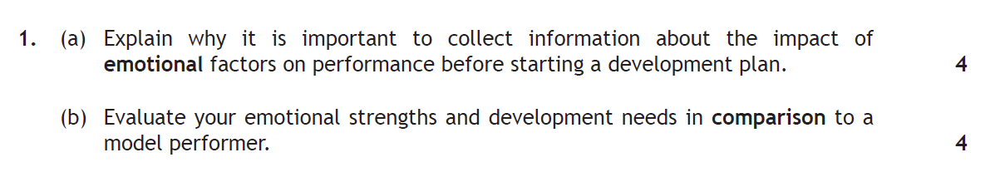 1. (a) Explain why it is important to collect information about the impact of
emotional factors on performance before starting a development plan. 4
(b) Evaluate your emotional strengths and development needs in comparison to a
model performer. 4